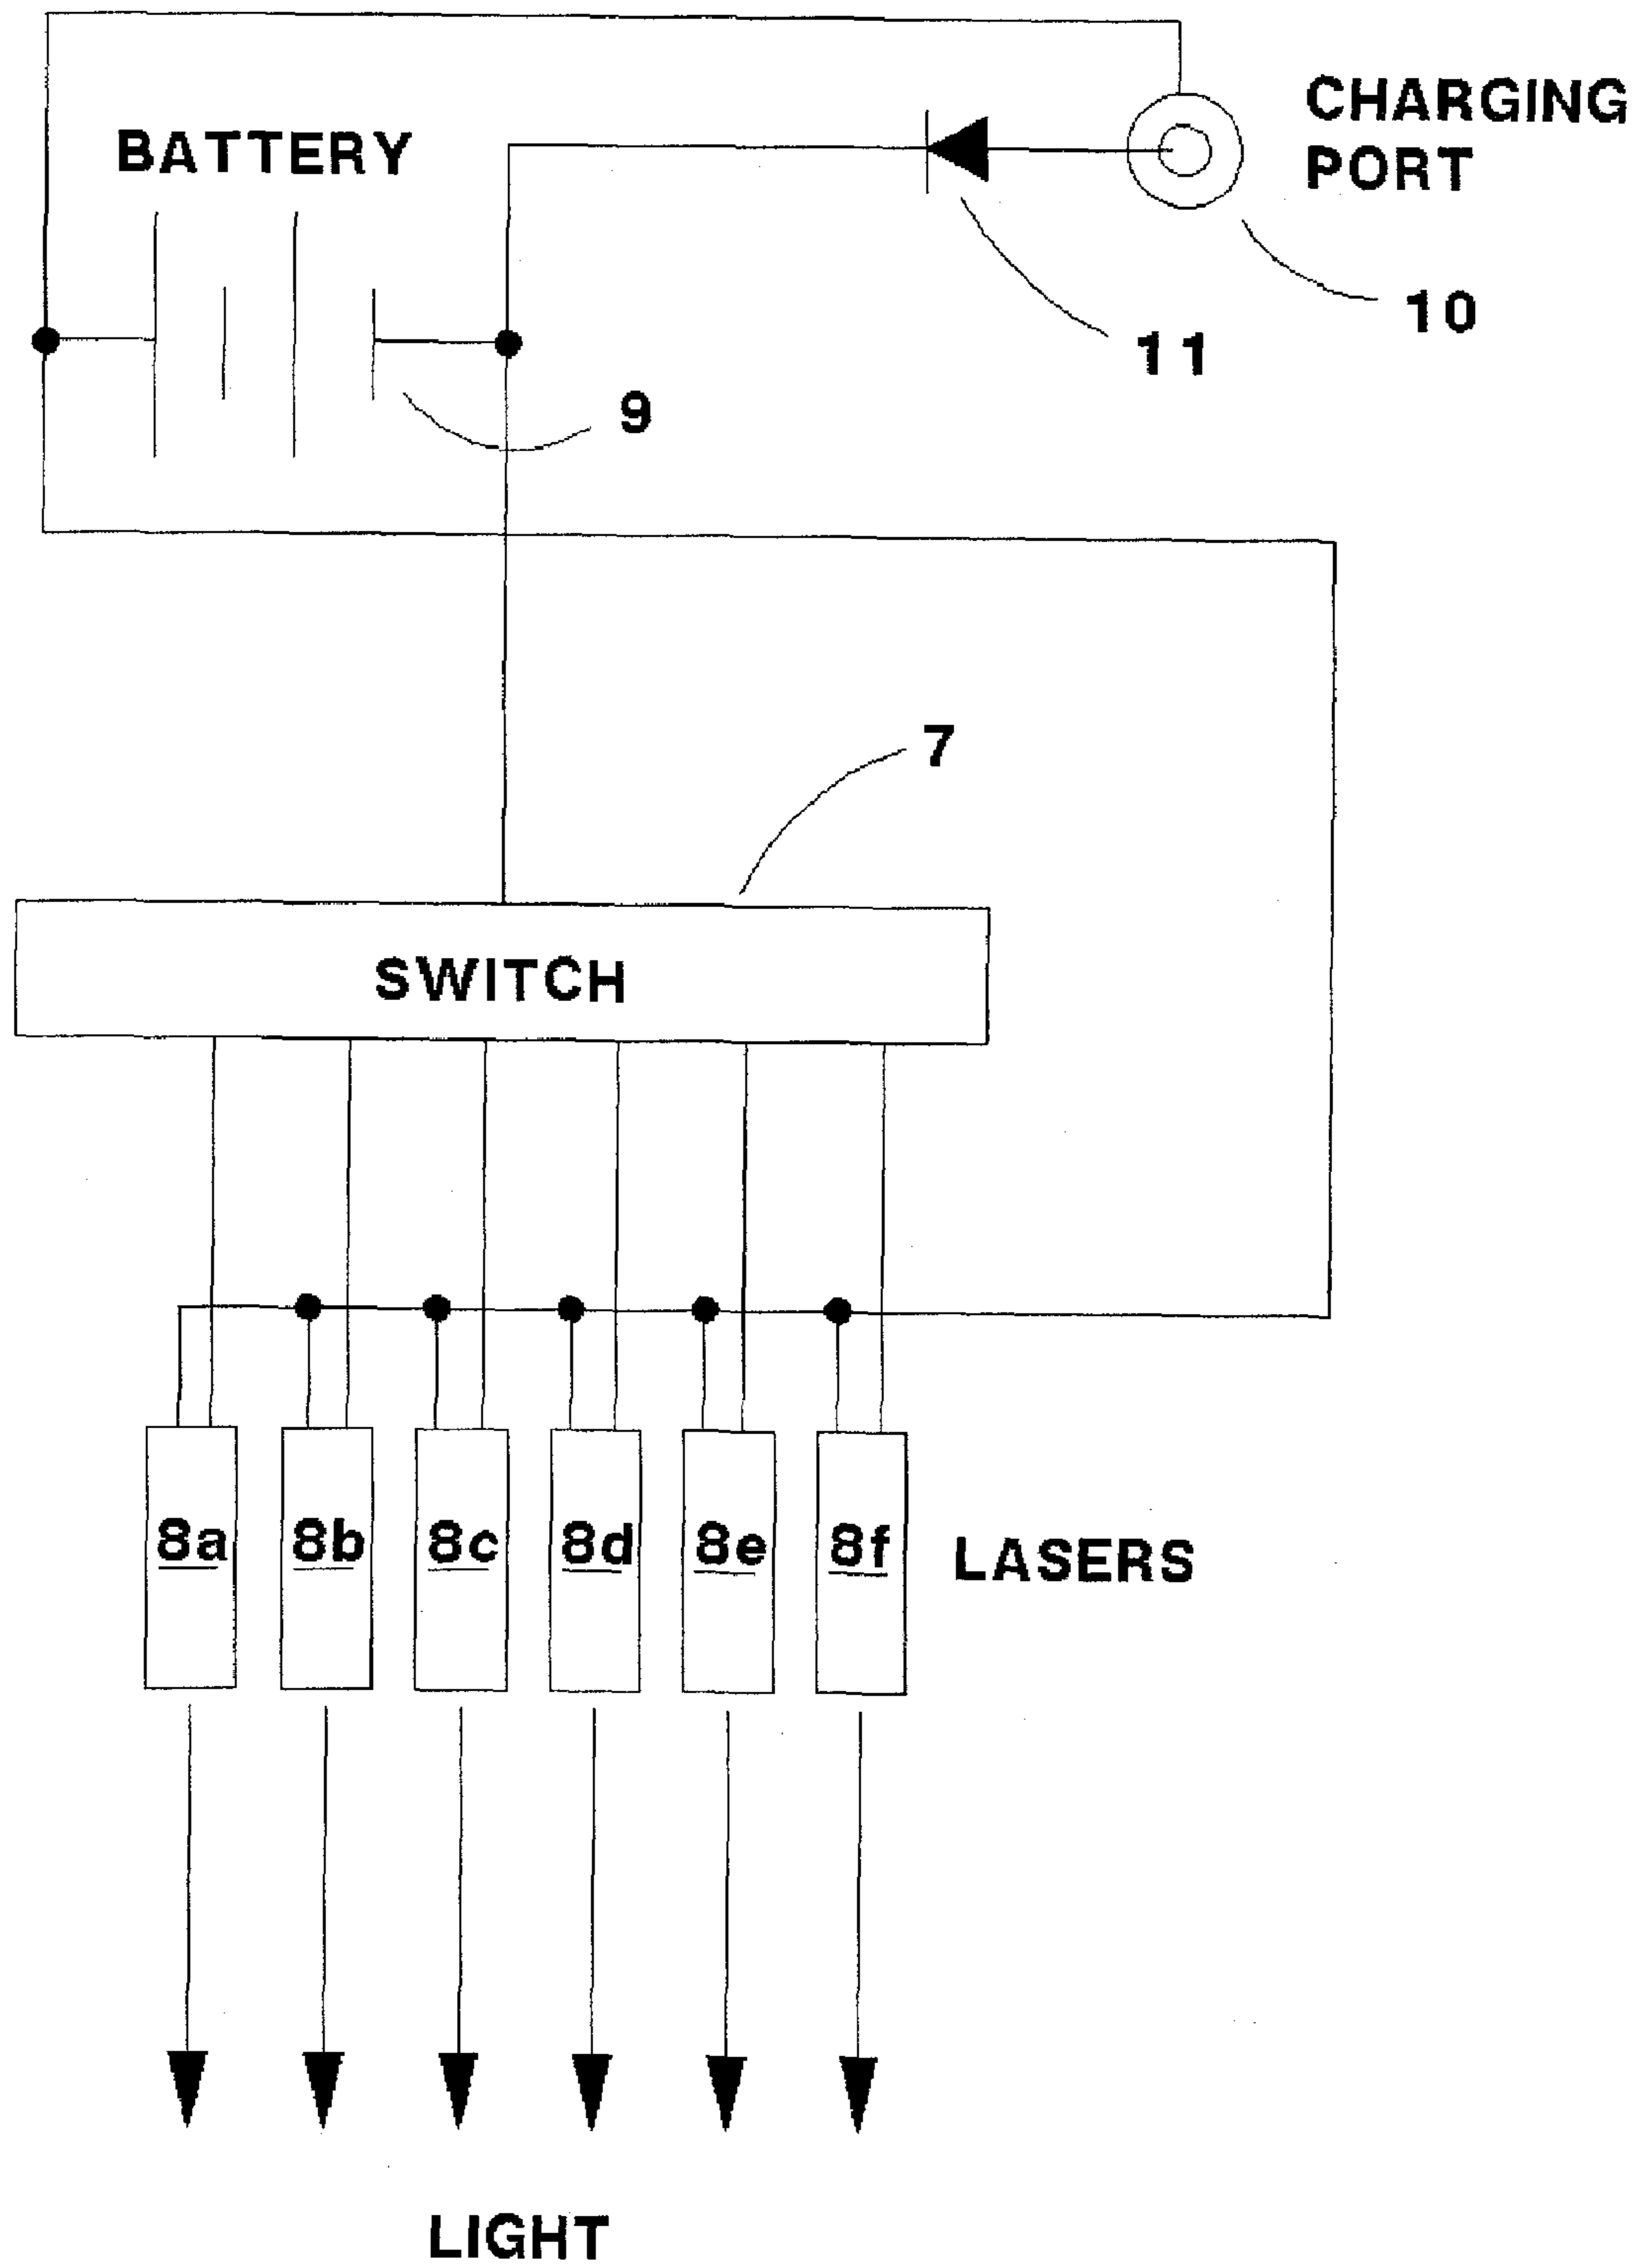 CHARGING
PORT
BATTERY
10
11
9
7
SWITCH
8a 8b 8c 8d 8e 8f
LASERS
LIGHT